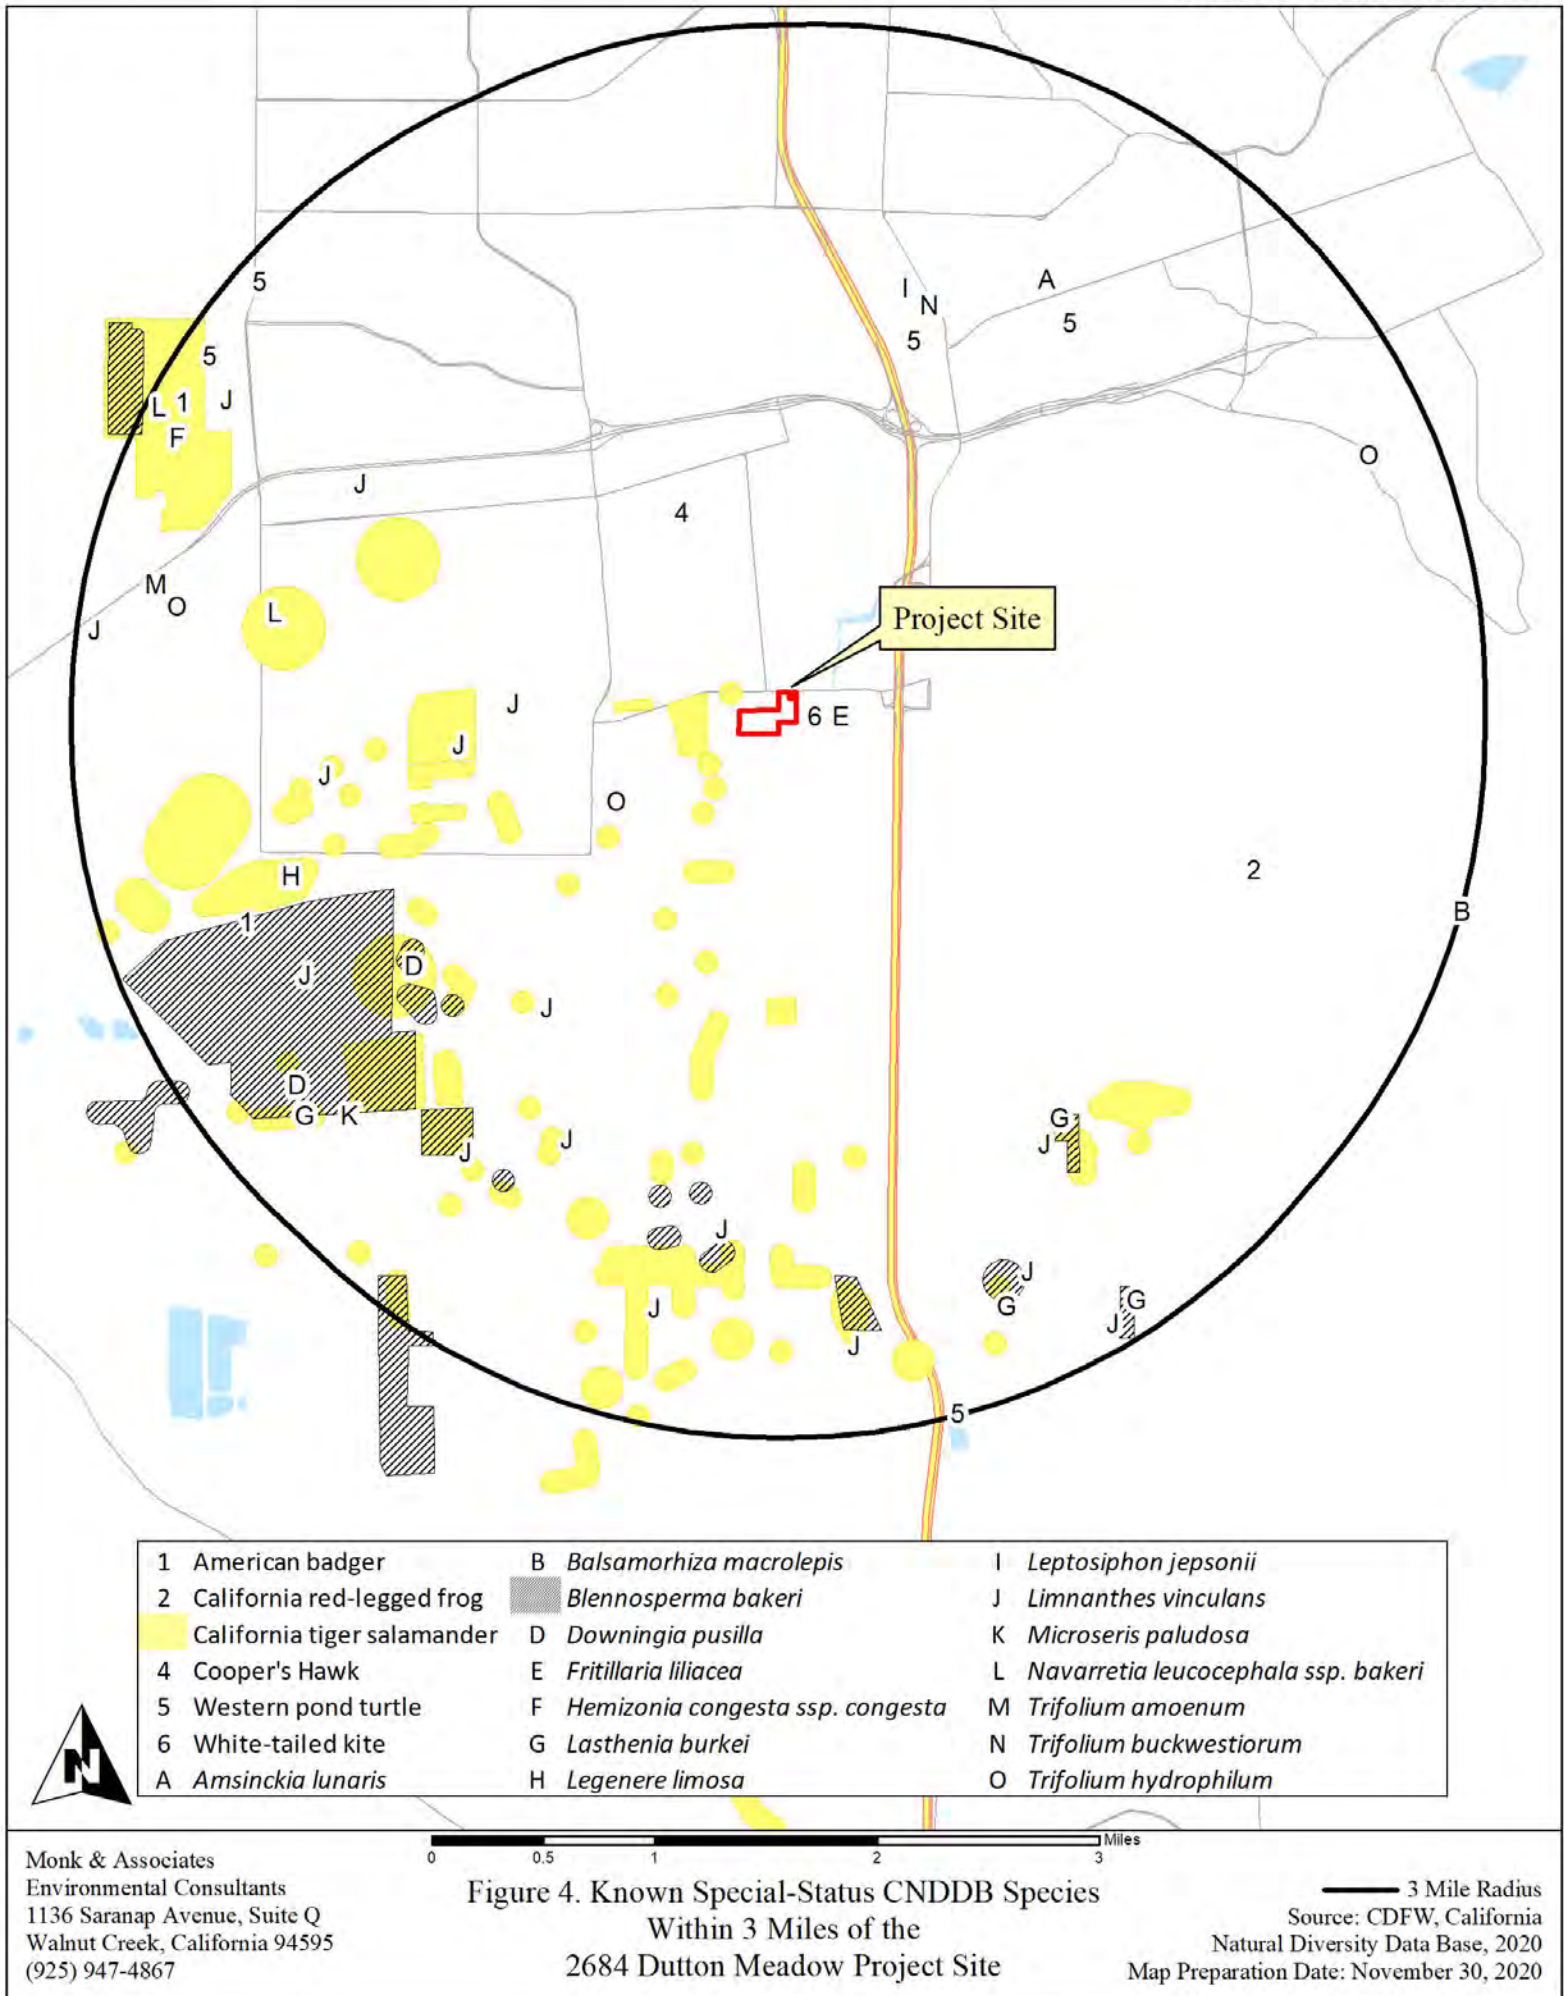 5
I
N
A
5
5
5
L 1
J
F
O
J
4
M
O
L
J
Project Site
J
6 E
J
J
O
H
2
B
1
D
J
J
D
G
K
G
J
J
J
J
J
G
G
J
J
J
5
1 American badger
2 California red-legged frog
California tiger salamander
4 Cooper's Hawk
5 Western pond turtle
6 White-tailed kite
A Amsinckia lunaris
B Balsamorhiza macrolepis
Blennosperma bakeri
D Downingia pusilla
E Fritillaria liliacea
F Hemizonia congesta ssp. congesta
G Lasthenia burkei
H Legenere limosa
I Leptosiphon jepsonii
J Limnanthes vinculans
K Microseris paludosa
L Navarretia leucocephala ssp. bakeri
M Trifolium amoenum
N Trifolium buckwestiorum
O Trifolium hydrophilum
N
Miles
0 0.5 1 2 3
Monk & Associates
Environmental Consultants
1136 Saranap Avenue, Suite Q
Walnut Creek, California 94595
(925) 947-4867
Figure 4. Known Special-Status CNDDB Species
Within 3 Miles of the
2684 Dutton Meadow Project Site
3 Mile Radius
Source: CDFW, California
Natural Diversity Data Base, 2020
Map Preparation Date: November 30, 2020